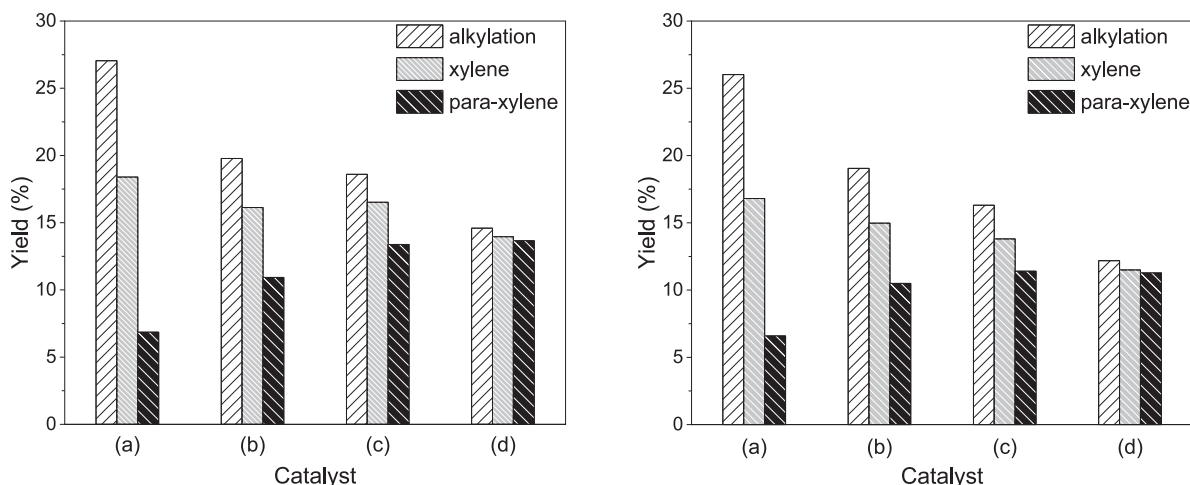 30
25
20
15
10
5
0
Yield (%)
alkylation
xylene
para-xylene
(a) (b) (c) (d)
Catalyst
30
25
20
15
10
5
0
Yield (%)
alkylation
xylene
para-xylene
(a) (b) (c) (d)
Catalyst